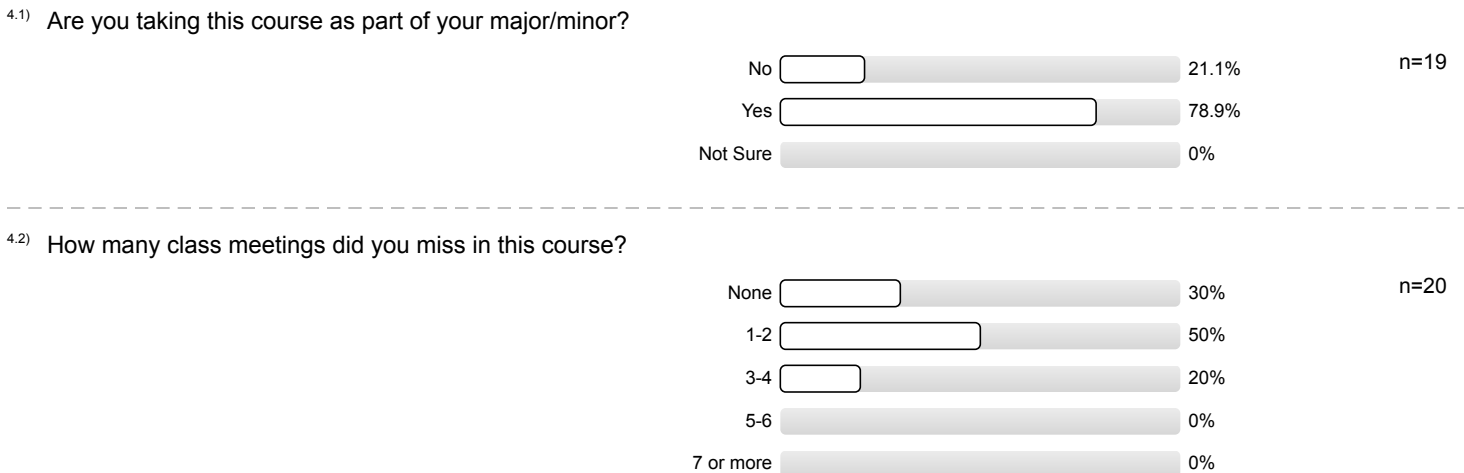 4.1) Are you taking this course as part of your major/minor?
No 21.1% n=19
Yes 78.9%
Not Sure 0%
4.2) How many class meetings did you miss in this course?
None 30% n=20
1-2 50%
3-4 20%
5-6 0%
7 or more 0%